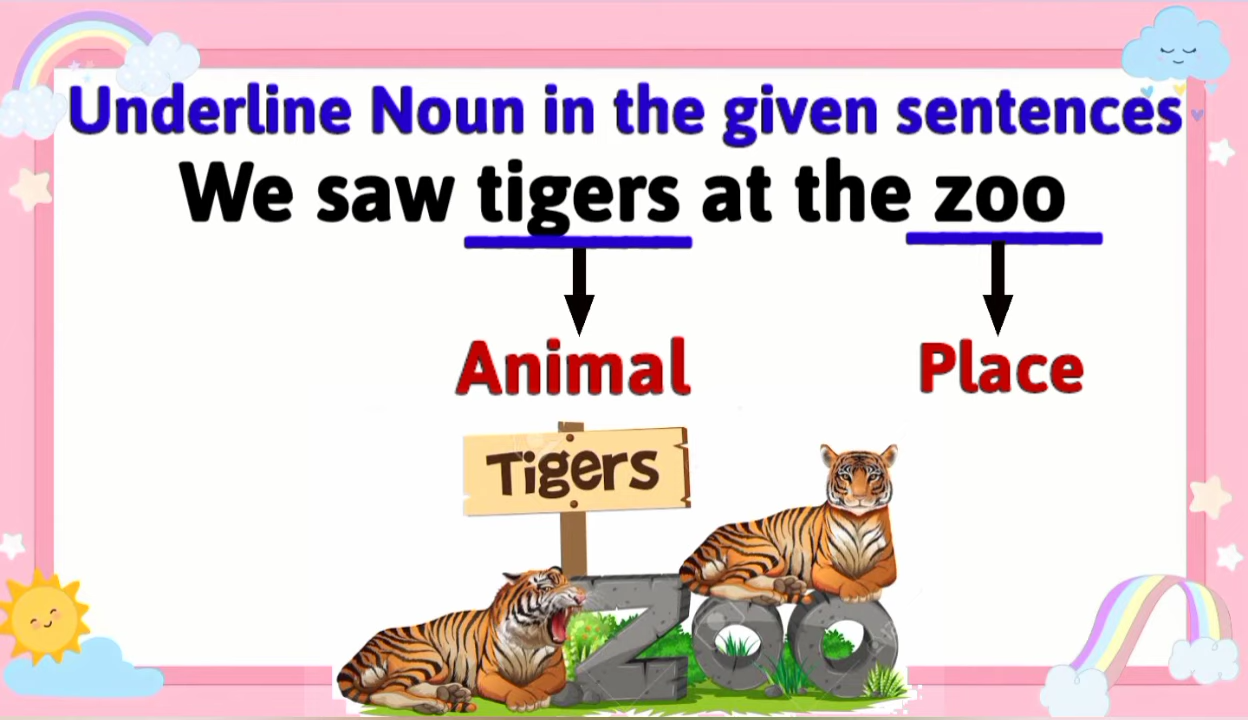 Underline Noun in the given sentences
We saw tigers at the zoo
Animal Place
Tigers
ZOO